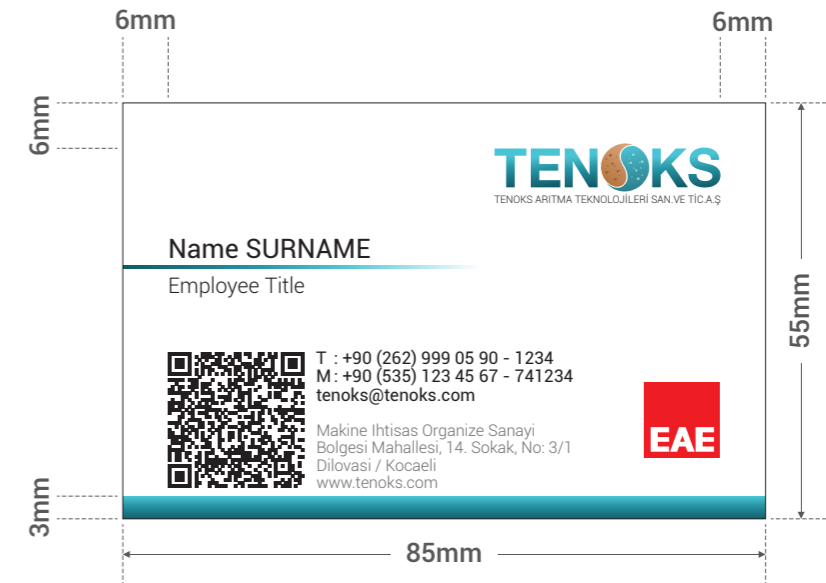 6mm
6mm
6mm
TENOKS
TENOKS ARITMA TEKNOLOJİLERİ SAN.VE TİC.A.Ş
Name SURNAME
Employee Title
T : +90 (262) 999 05 90 - 1234
M : +90 (535) 123 45 67 - 741234
tenoks@tenoks.com
Makine Ihtisas Organize Sanayi
Bolgesi Mahallesi, 14. Sokak, No: 3/1
Dilovasi / Kocaeli
www.tenoks.com
EAE
55mm
3mm
85mm